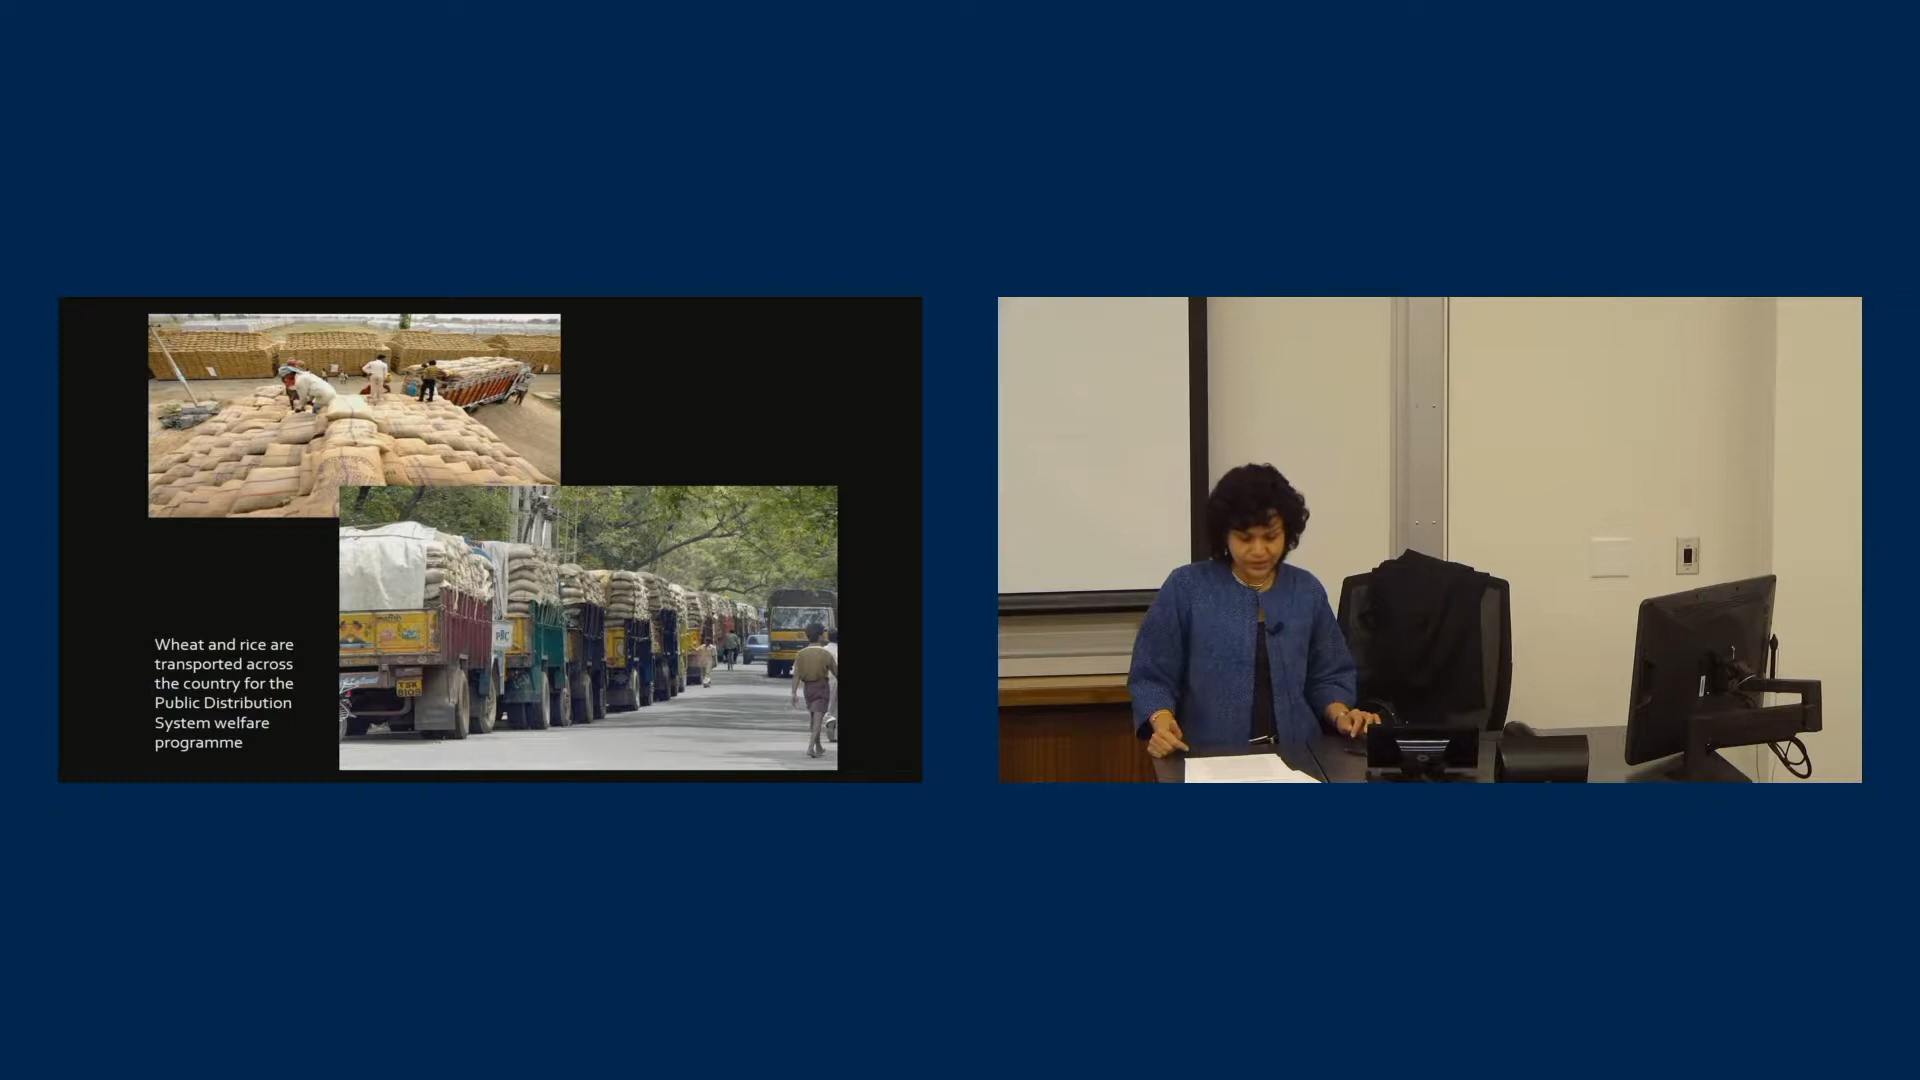 Wheat and rice are
transported across
the country for the
Public Distribution
System welfare
programme